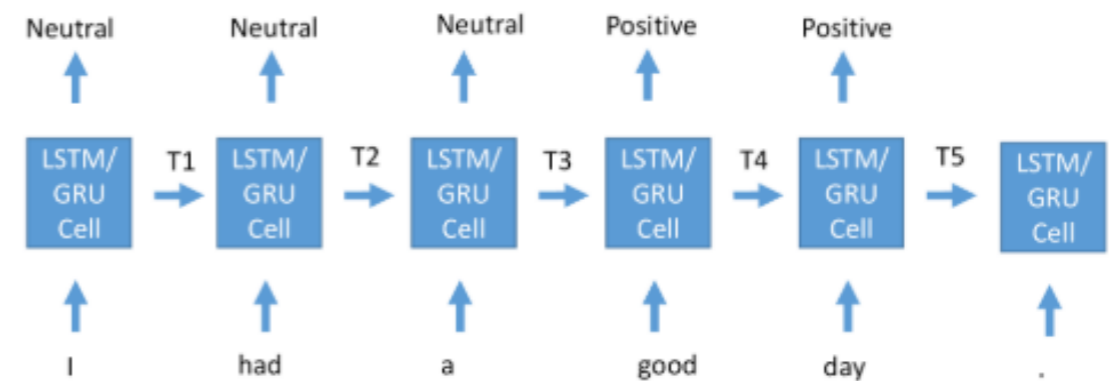 Neutral Neutral Neutral Positive Positive
LSTM/ GRU Cell T1 LSTM/ GRU Cell T2 LSTM/ GRU Cell T3 LSTM/ GRU Cell T4 LSTM/ GRU Cell T5 LSTM/ GRU Cell
I had a good day .